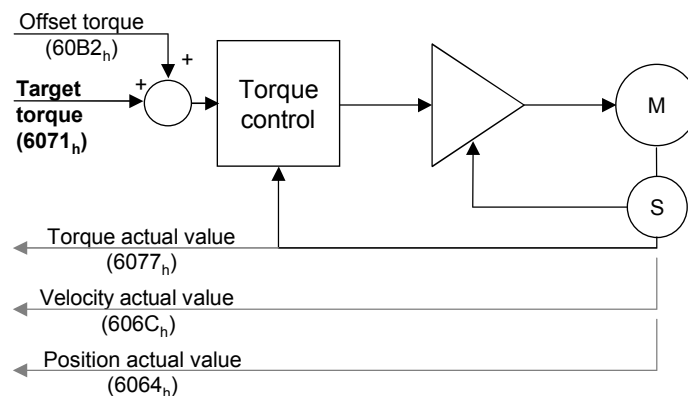 Offset torque
(60B2h)
+
+
Target
torque
(6071h)
Torque
control
M
S
Torque actual value
(6077h)
Velocity actual value
(606Ch)
Position actual value
(6064h)